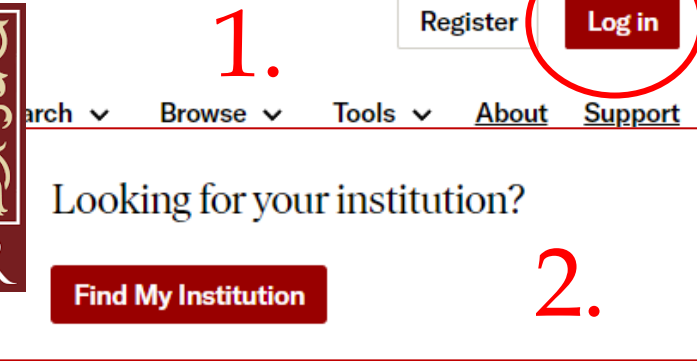 1.
Register Log in
Browse Tools About Support
Looking for your institution?
2.
Find My Institution